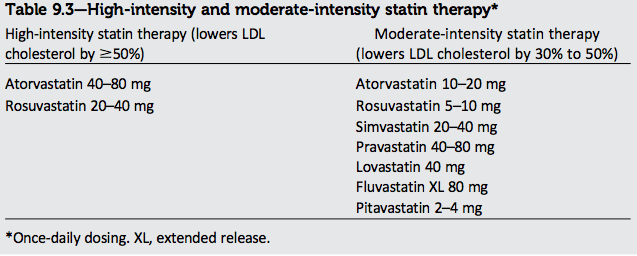 Table 9.3—High-intensity and moderate-intensity statin therapy*
High-intensity statin therapy (lowers LDL
cholesterol by ≥50%)
Moderate-intensity statin therapy
(lowers LDL cholesterol by 30% to 50%)
Atorvastatin 40–80 mg
Atorvastatin 10–20 mg
Rosuvastatin 20–40 mg
Rosuvastatin 5–10 mg
Simvastatin 20–40 mg
Pravastatin 40–80 mg
Lovastatin 40 mg
Fluvastatin XL 80 mg
Pitavastatin 2–4 mg
*Once-daily dosing. XL, extended release.